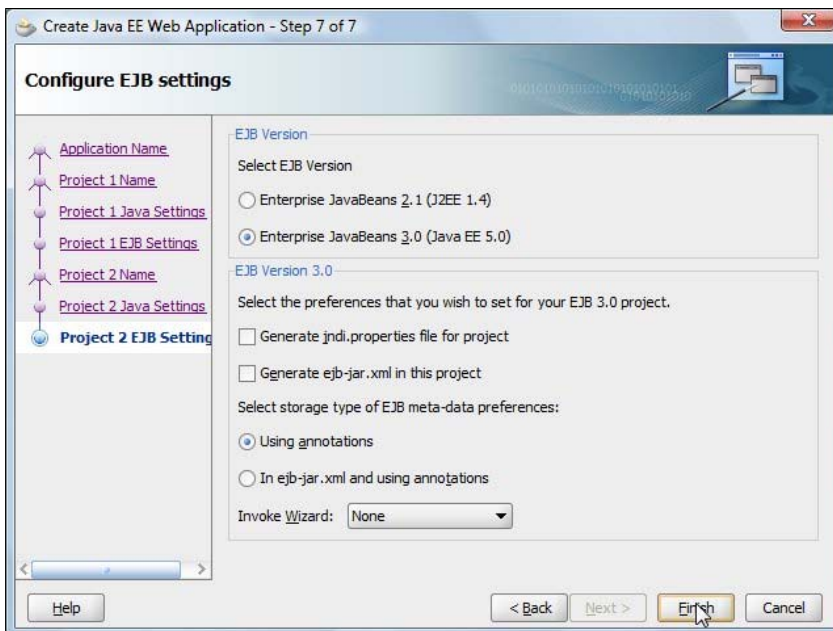 Create Java EE Web Application - Step 7 of 7
Configure EJB settings
Application Name
Project 1 Name
Project 1 Java Settings
Project 1 EJB Settings
Project 2 Name
Project 2 Java Settings
Project 2 EJB Setting
EJB Version
Select EJB Version
Enterprise JavaBeans 2.1 (J2EE 1.4)
Enterprise JavaBeans 3.0 (Java EE 5.0)
EJB Version 3.0
Select the preferences that you wish to set for your EJB 3.0 project.
Generate jndi.properties file for project
Generate ejb-jar.xml in this project
Select storage type of EJB meta-data preferences:
Using annotations
In ejb-jar.xml and using annotations
Invoke Wizard: None
Help
< Back
Next >
Finish
Cancel